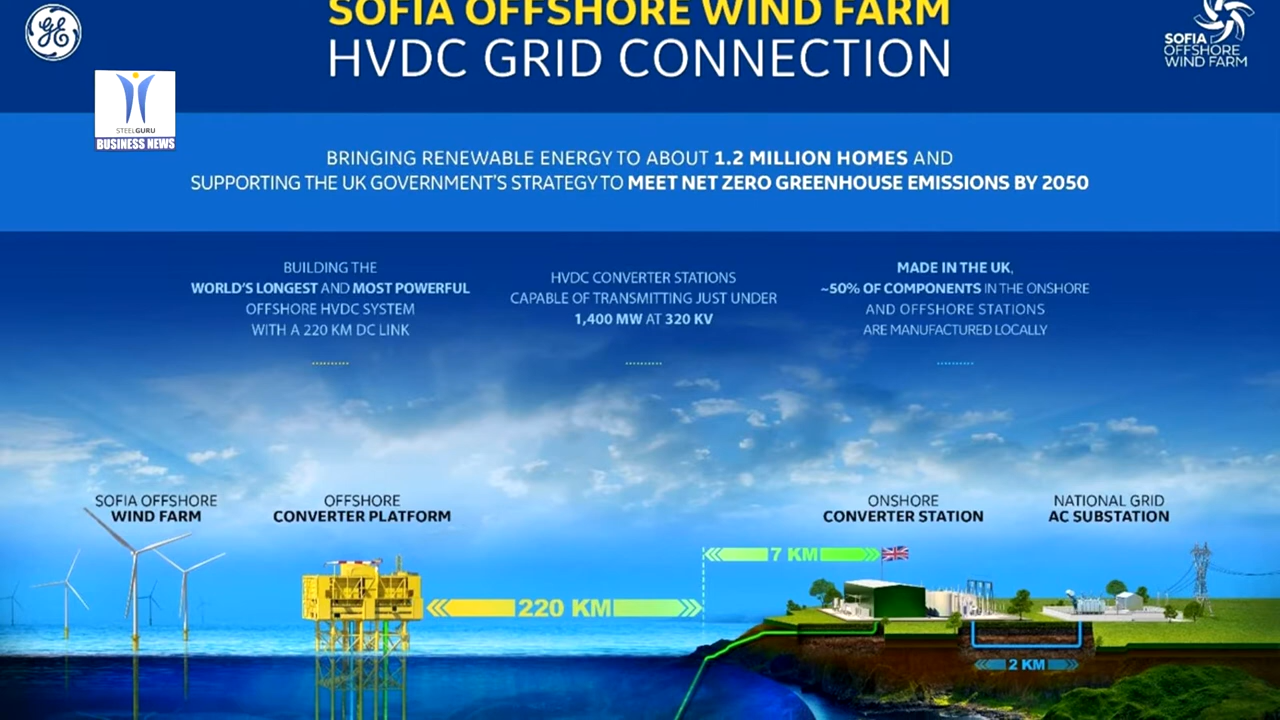 SOFIA OFFSHORE WIND FARM
HVDC GRID CONNECTION
GE
SOFIA
OFFSHORE
WIND FARM
STEELGURU
BUSINESS NEWS
BRINGING RENEWABLE ENERGY TO ABOUT 1.2 MILLION HOMES AND
SUPPORTING THE UK GOVERNMENT'S STRATEGY TO MEET NET ZERO GREENHOUSE EMISSIONS BY 2050
BUILDING THE
WORLD'S LONGEST AND MOST POWERFUL
OFFSHORE HVDC SYSTEM
WITH A 220 KM DC LINK
HVDC CONVERTER STATIONS
CAPABLE OF TRANSMITTING JUST UNDER
1,400 MW AT 320 KV
MADE IN THE UK,
~50% OF COMPONENTS IN THE ONSHORE
AND OFFSHORE STATIONS
ARE MANUFACTURED LOCALLY
SOFIA OFFSHORE
WIND FARM
OFFSHORE
CONVERTER PLATFORM
ONSHORE
CONVERTER STATION
NATIONAL GRID
AC SUBSTATION
7 KM
220 KM
2 KM